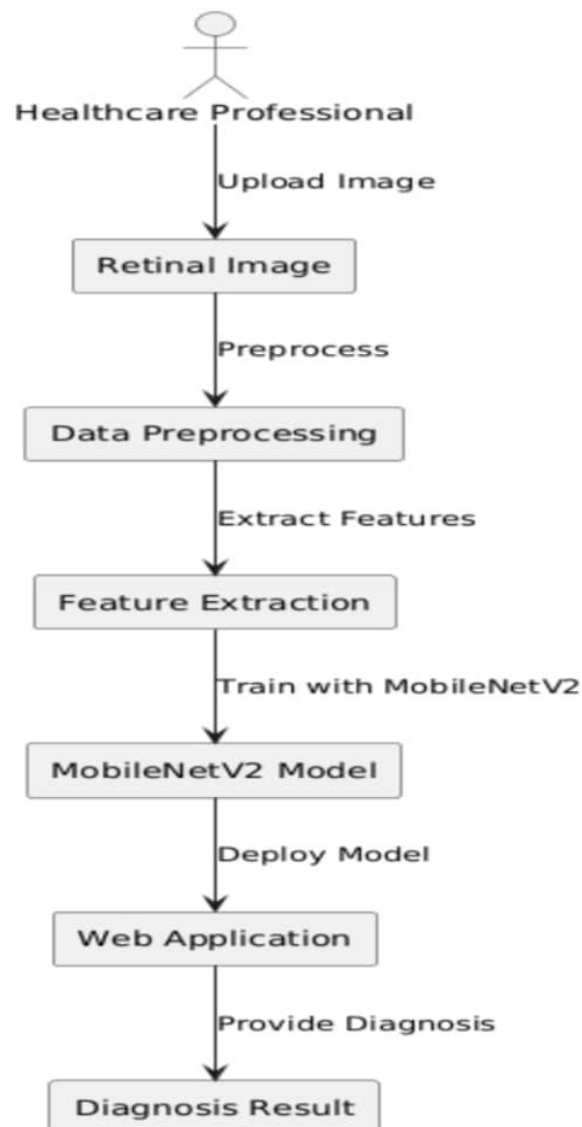 Healthcare Professional
Upload Image
Retinal Image
Preprocess
Data Preprocessing
Extract Features
Feature Extraction
Train with MobileNetV2
MobileNetV2 Model
Deploy Model
Web Application
Provide Diagnosis
Diagnosis Result